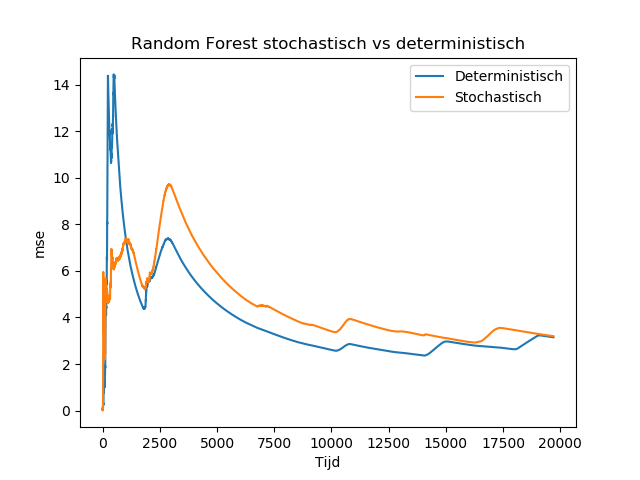 Random Forest stochastisch vs deterministisch
Deterministisch
Stochastisch
mse
14
12
10
8
6
4
2
0
0 2500 5000 7500 10000 12500 15000 17500 20000
Tijd